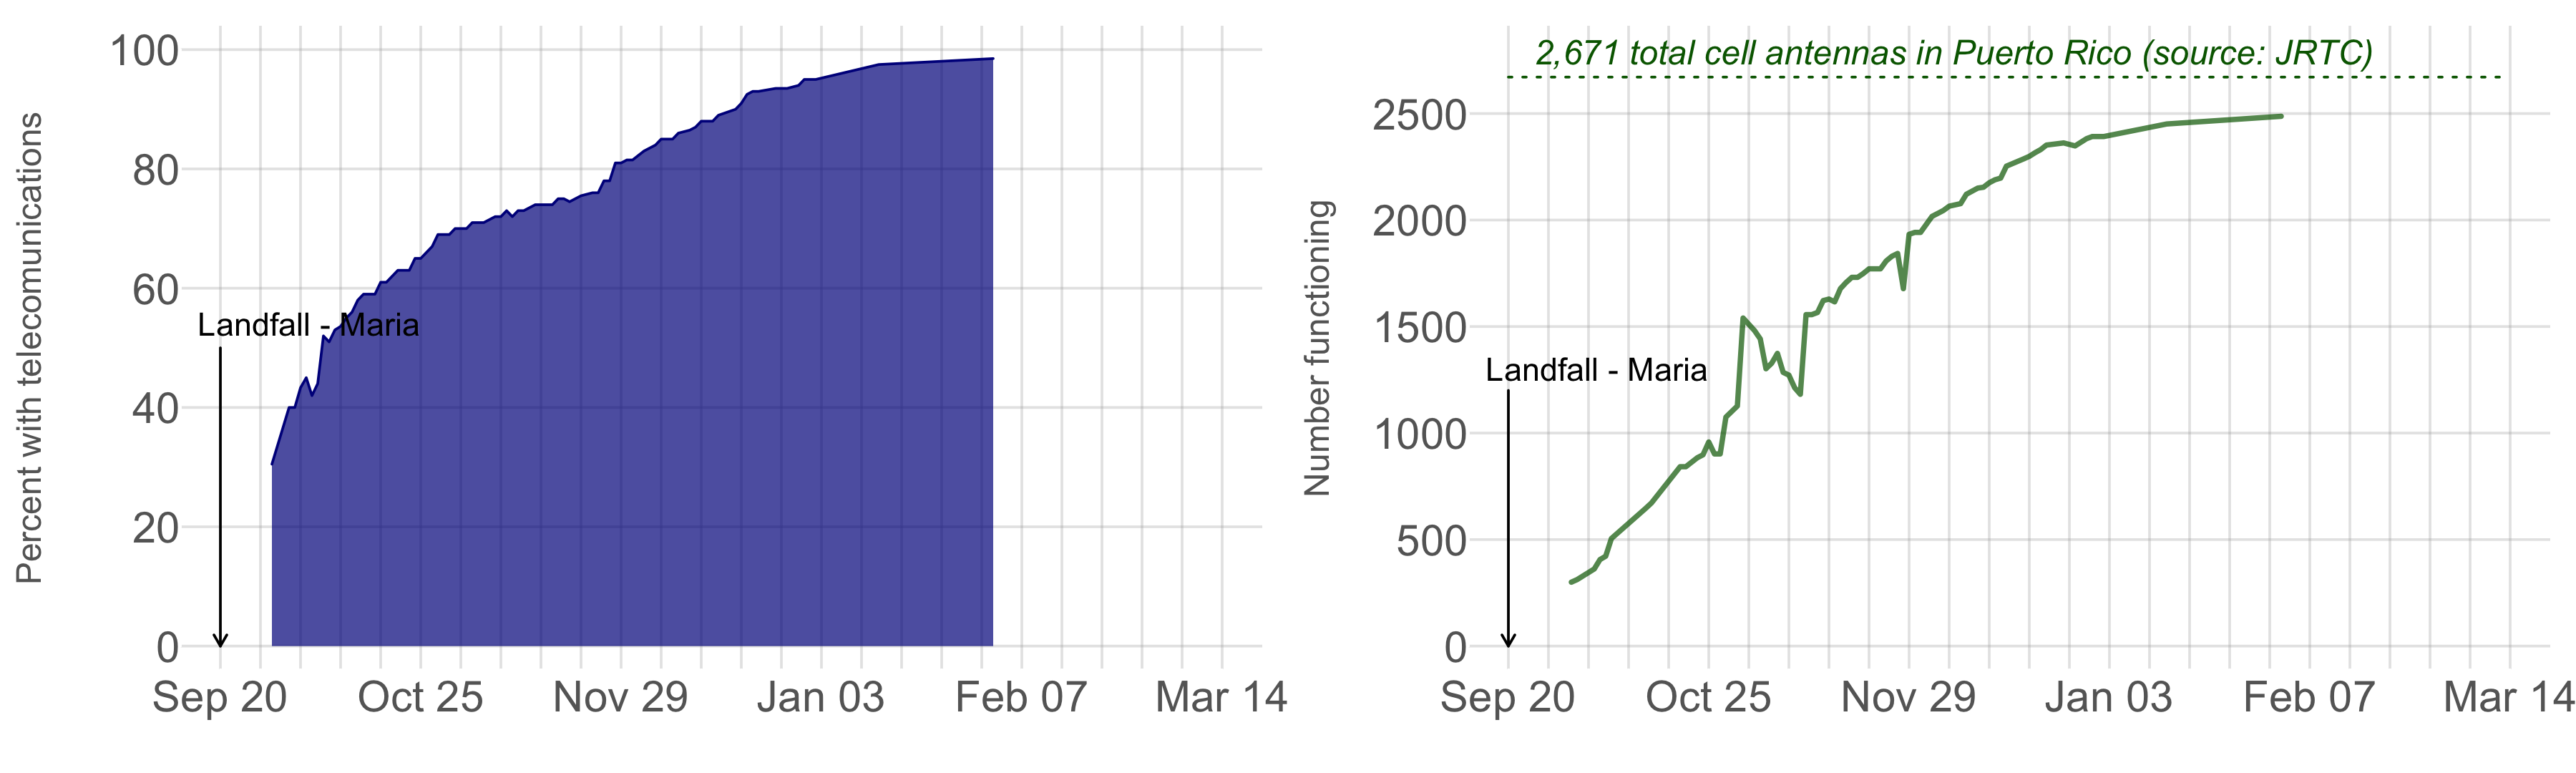 Percent with telecomunications
100
80
60
40
20
0
Landfall - Maria
Sep 20 Oct 25 Nov 29 Jan 03 Feb 07 Mar 14
Number functioning
2,671 total cell antennas in Puerto Rico (source: JRTC)
2500
2000
1500
1000
500
0
Landfall - Maria
Sep 20 Oct 25 Nov 29 Jan 03 Feb 07 Mar 14